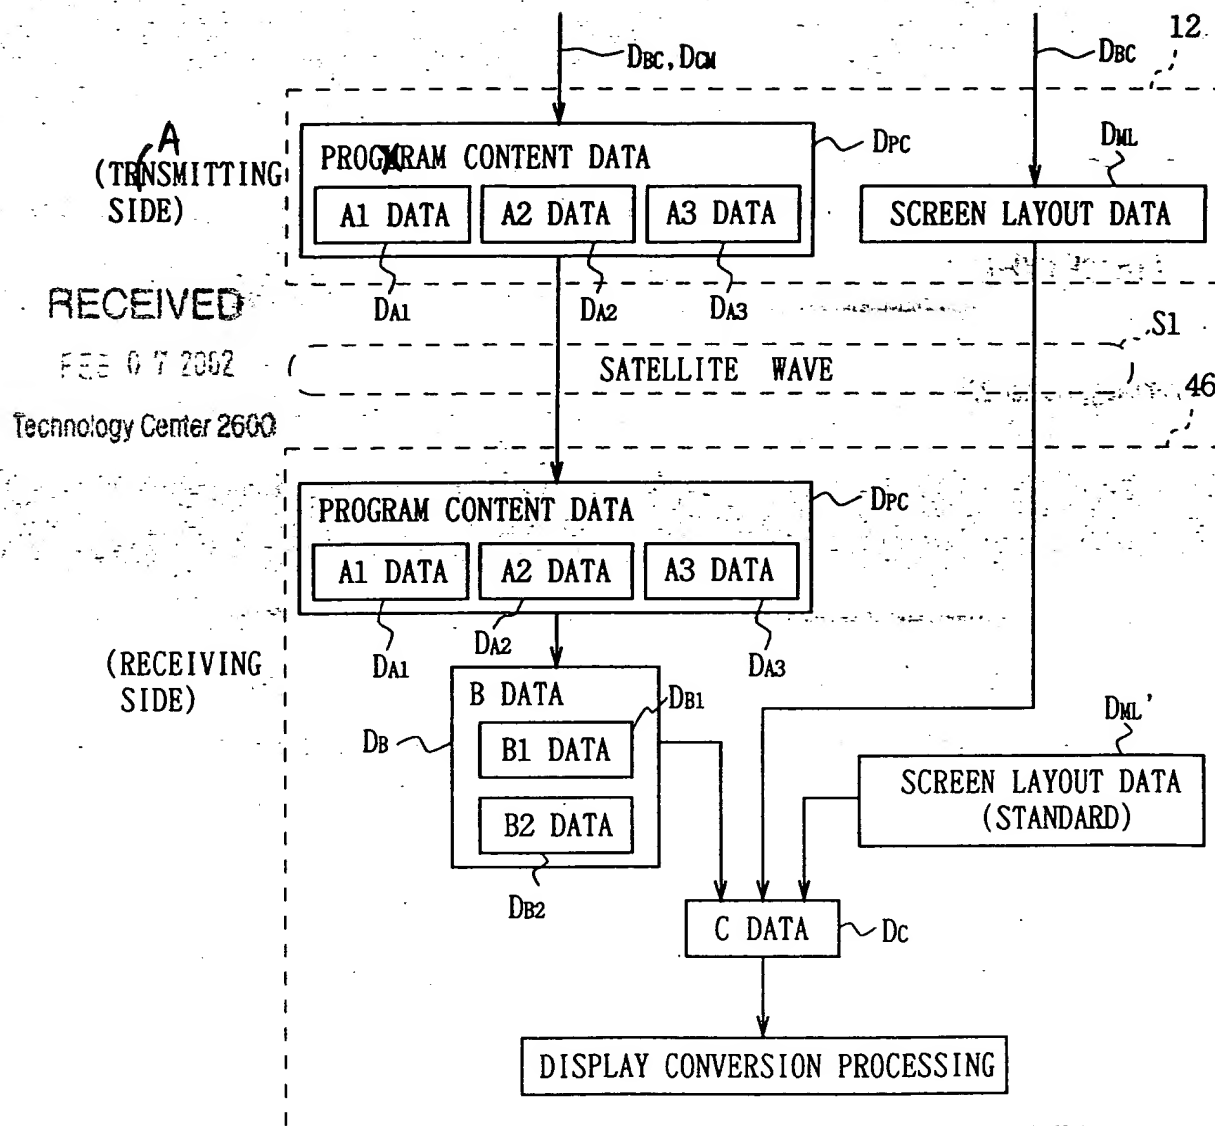 12
DBC, DCM
DBC
A
(TRNSMITTING
SIDE)
PROGXRAM CONTENT DATA
DPC
DML
A1 DATA
A2 DATA
A3 DATA
SCREEN LAYOUT DATA
DA1
DA2
DA3
RECEIVED
FEB 07 2002
Technology Center 2600
SATELLITE WAVE
S1
46
PROGRAM CONTENT DATA
DPC
A1 DATA
A2 DATA
A3 DATA
DA1
DA2
DA3
(RECEIVING
SIDE)
B DATA
DB1
DB
B1 DATA
B2 DATA
DB2
DML'
SCREEN LAYOUT DATA
(STANDARD)
C DATA
DC
DISPLAY CONVERSION PROCESSING